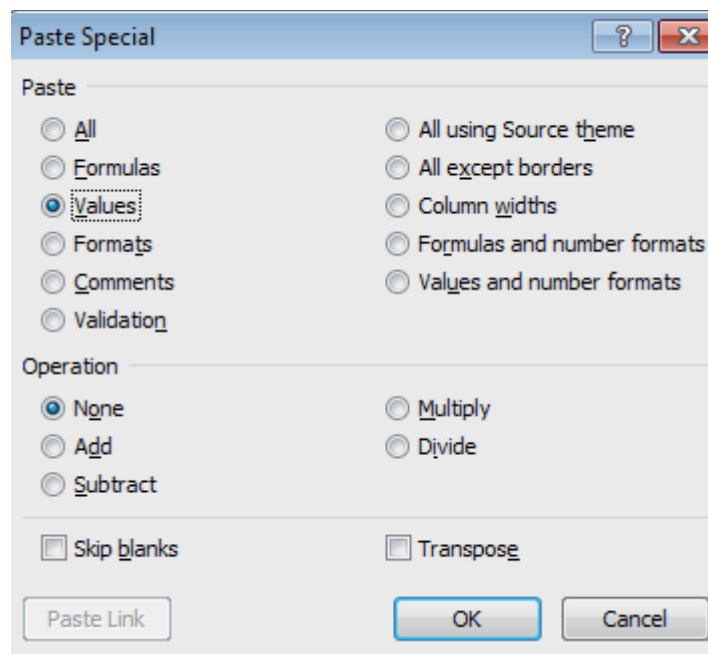 Paste Special
Paste
All
All using Source theme
Formulas
All except borders
Values
Column widths
Formats
Formulas and number formats
Comments
Values and number formats
Validation
Operation
None
Multiply
Add
Divide
Subtract
Skip blanks
Transpose
Paste Link
OK
Cancel